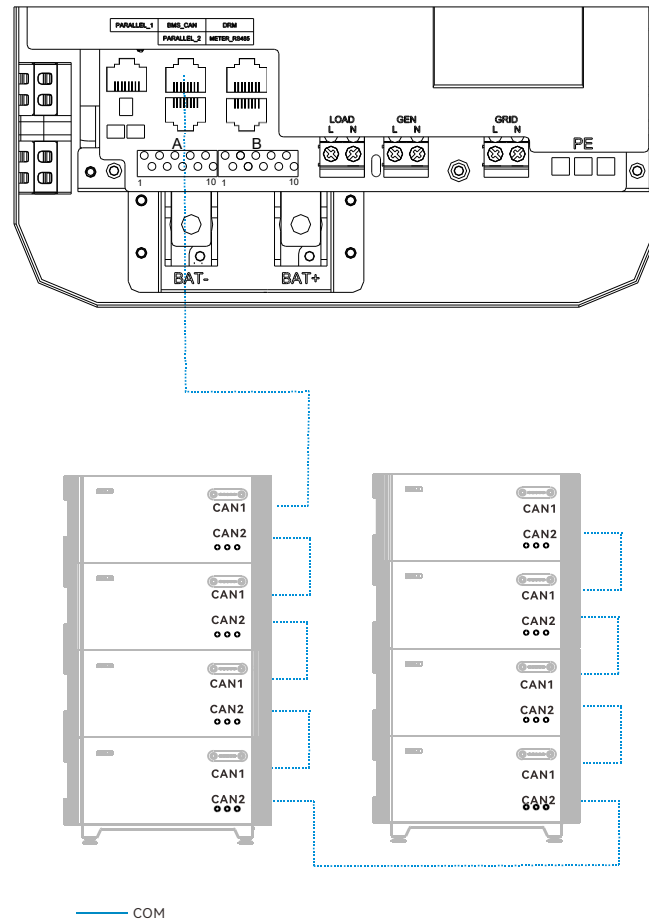 PARALLEL_1 BMS_CAN DRM
PARALLEL_2 METER_RS485
LOAD GEN GRID
L N L N L N
A B PE
1 10 1 10
BAT- BAT+
CAN1 CAN1
CAN2 CAN2
CAN1 CAN1
CAN2 CAN2
CAN1 CAN1
CAN2 CAN2
CAN1 CAN1
CAN2 CAN2
COM